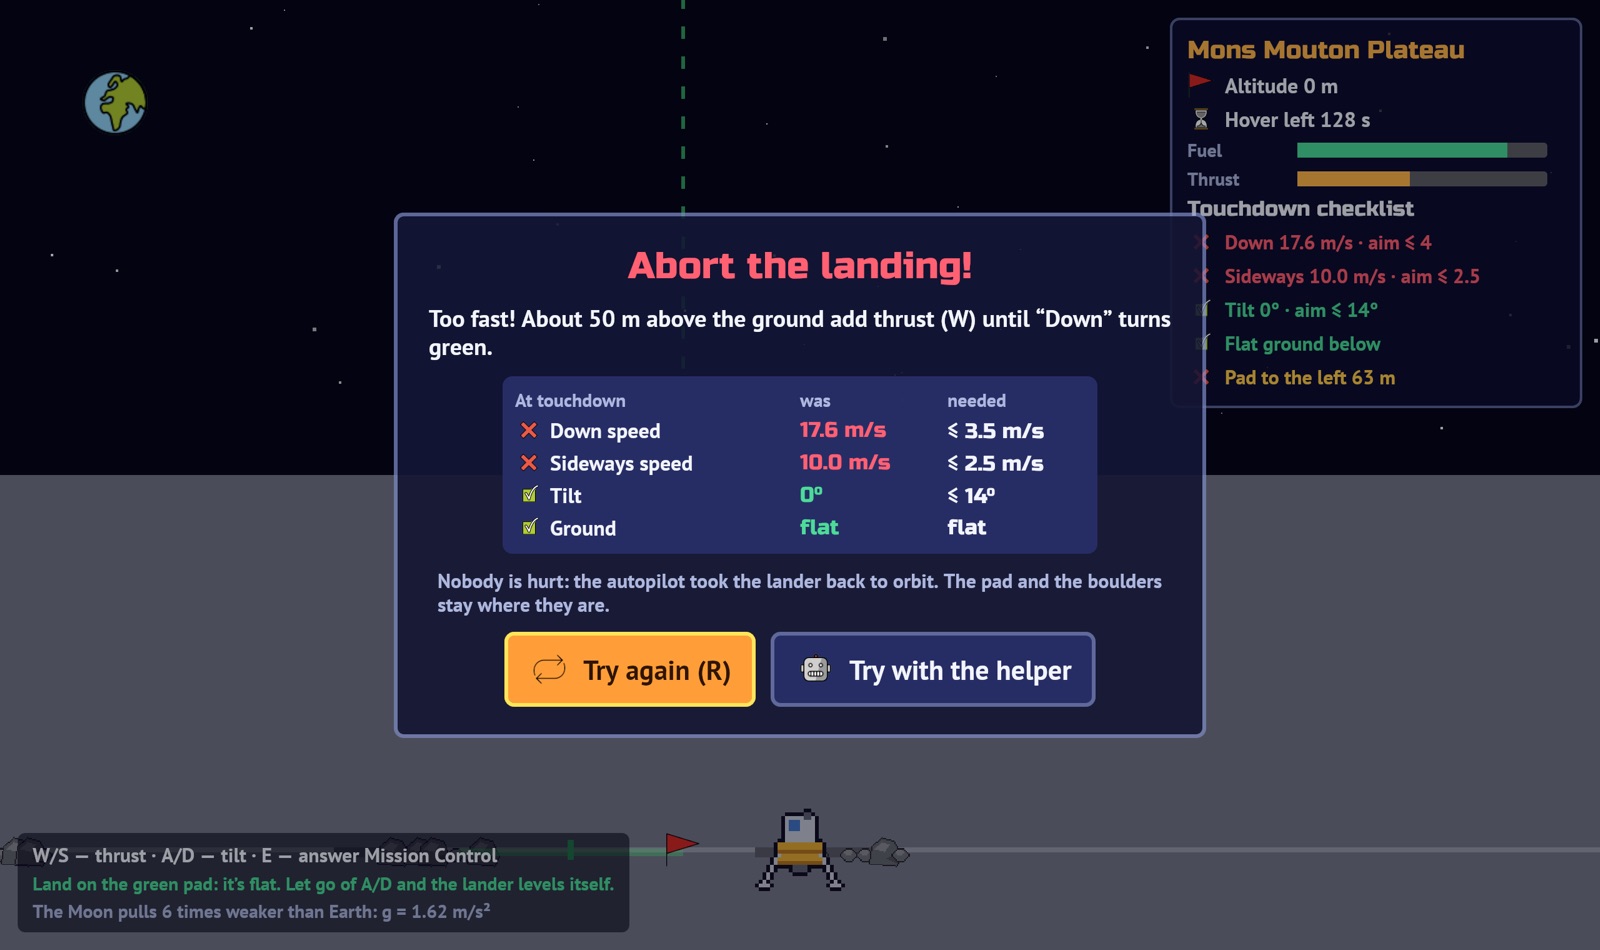 Mons Mouton Plateau
Altitude 0 m
Hover left 128 s
Fuel
Thrust
Touchdown checklist
Down 17.6 m/s · aim ≤ 4
Sideways 10.0 m/s · aim ≤ 2.5
Tilt 0° · aim ≤ 14°
Flat ground below
Pad to the left 63 m
Abort the landing!
Too fast! About 50 m above the ground add thrust (W) until “Down” turns
green.
At touchdown was needed
Down speed 17.6 m/s ≤ 3.5 m/s
Sideways speed 10.0 m/s ≤ 2.5 m/s
Tilt 0° ≤ 14°
Ground flat flat
Nobody is hurt: the autopilot took the lander back to orbit. The pad and the boulders
stay where they are.
Try again (R)
Try with the helper
W/S — thrust · A/D — tilt · E — answer Mission Control
Land on the green pad: it's flat. Let go of A/D and the lander levels itself.
The Moon pulls 6 times weaker than Earth: g = 1.62 m/s²